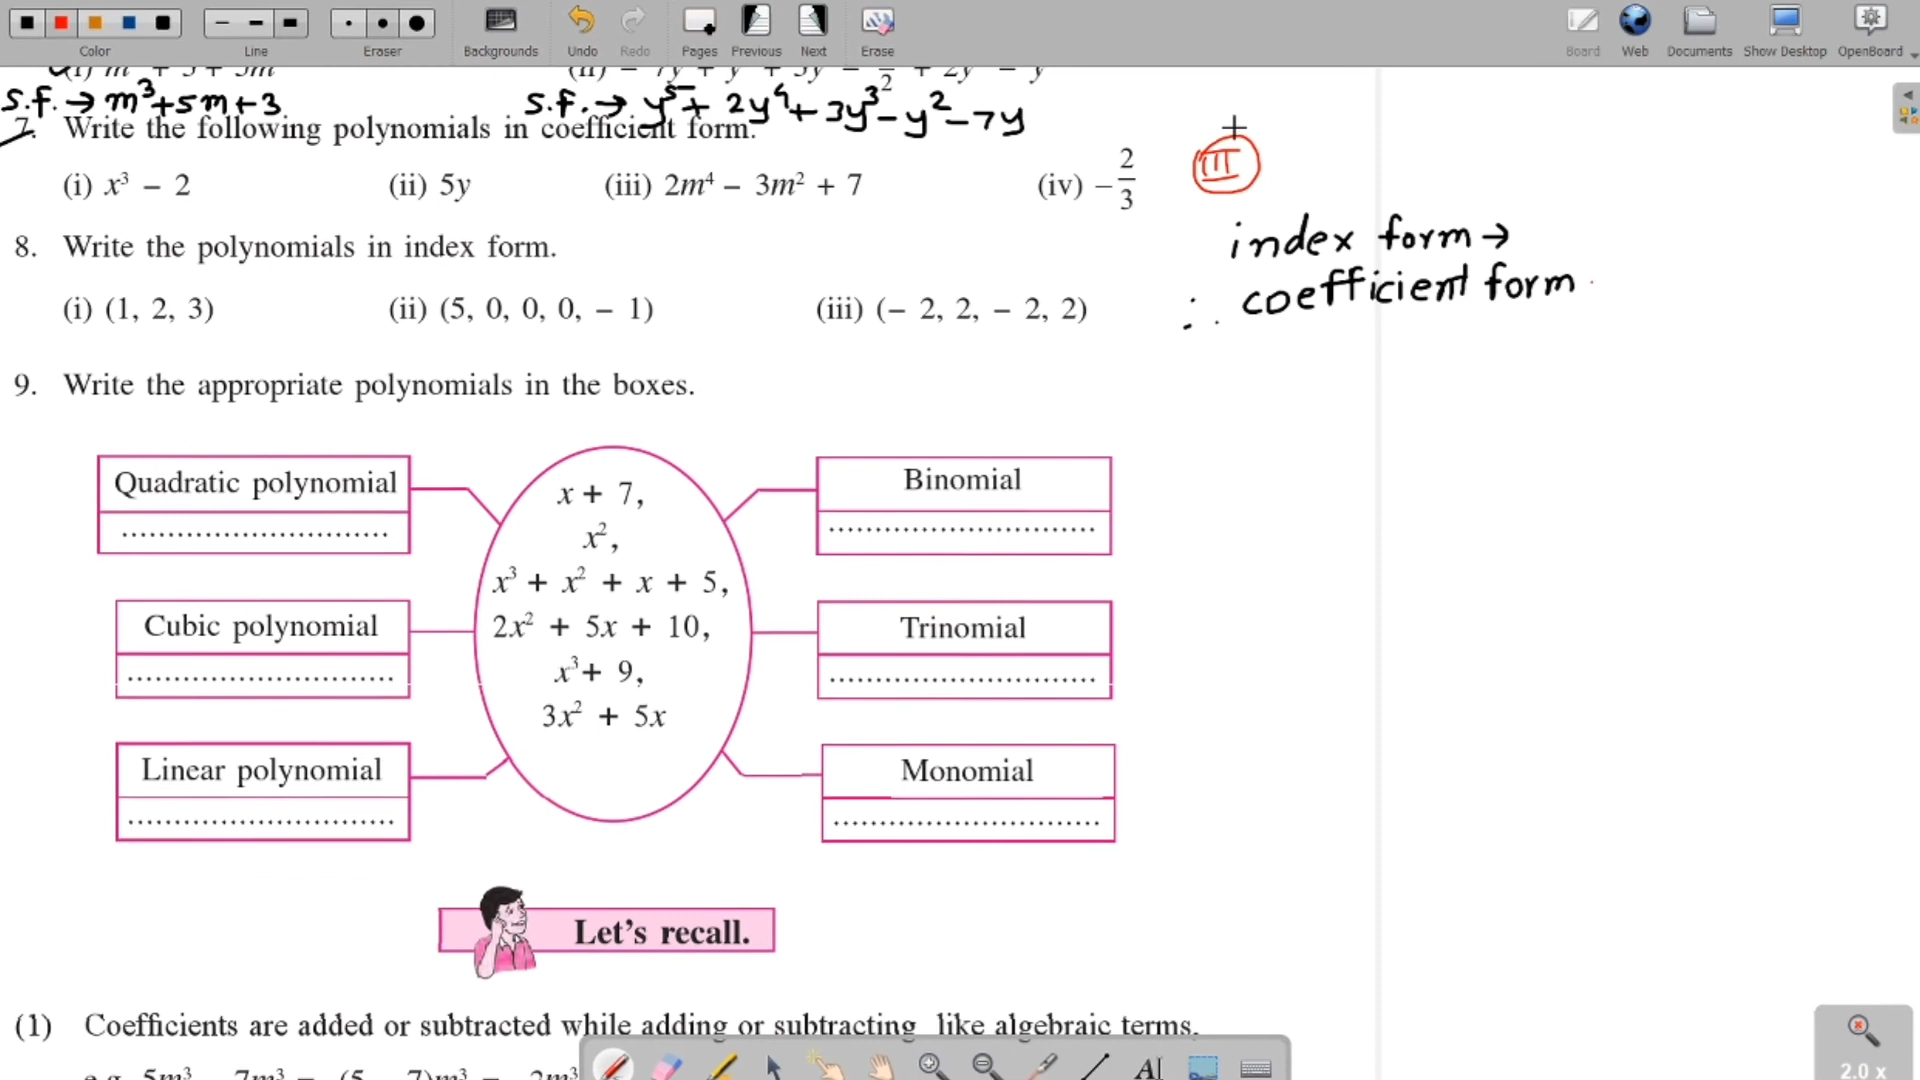 Color
Line
Eraser
Backgrounds
Undo
Redo
Pages
Previous
Next
Erase
Board
Web
Documents
Show Desktop
OpenBoard
S.f. → m³+5m+3
S.f. → y⁵+ 2y⁴+3y³-y²-7y
7. Write the following polynomials in coefficient form.
(i) x³ – 2 (ii) 5y (iii) 2m⁴ – 3m² + 7 (iv) –2/3
III
8. Write the polynomials in index form.
(i) (1, 2, 3) (ii) (5, 0, 0, 0, – 1) (iii) (– 2, 2, – 2, 2)
index form →
∴ coefficient form
9. Write the appropriate polynomials in the boxes.
Quadratic polynomial
Cubic polynomial
Linear polynomial
x + 7,
x²,
x³ + x² + x + 5,
2x² + 5x + 10,
x³+ 9,
3x² + 5x
Binomial
Trinomial
Monomial
Let's recall.
(1) Coefficients are added or subtracted while adding or subtracting like algebraic terms.
2.0 x